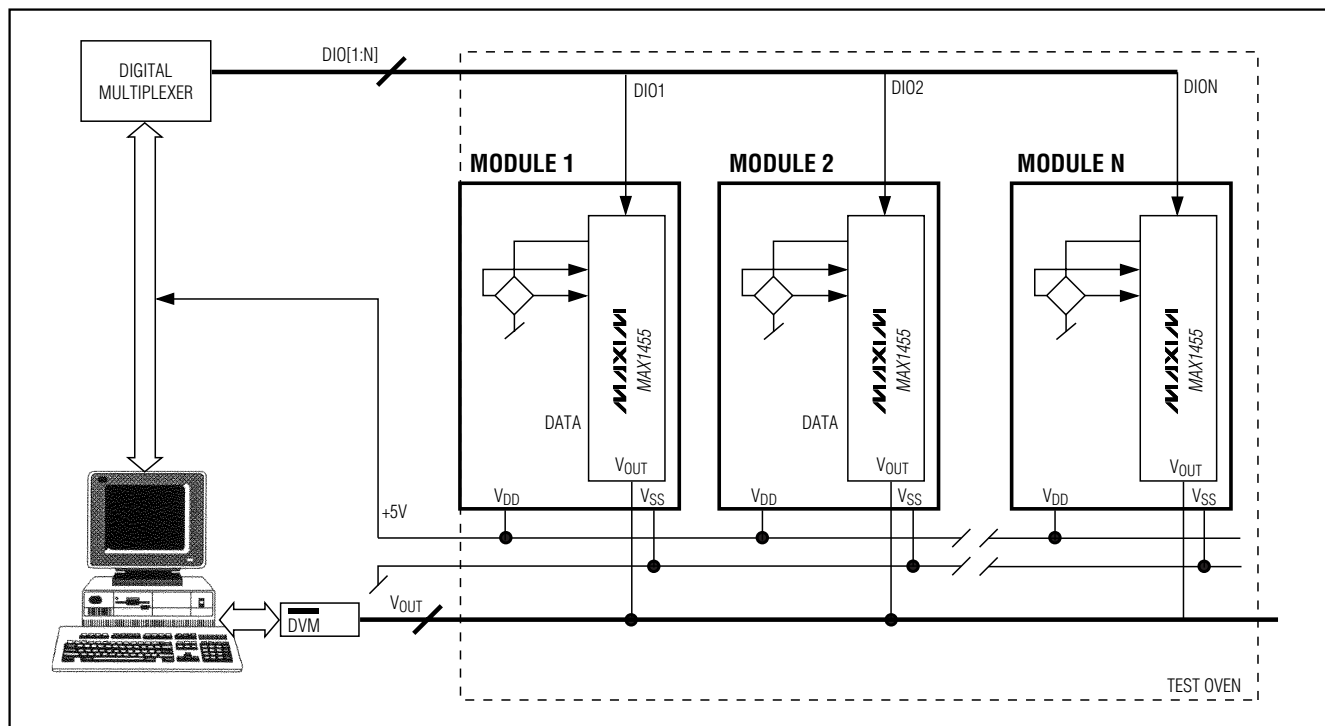 DIGITAL
MULTIPLEXER
DIO[1:N]
DIO1
DIO2
DION
MODULE 1
MODULE 2
MODULE N
MAXIM
MAX1455
MAXIM
MAX1455
MAXIM
MAX1455
DATA
DATA
VOUT
VOUT
VOUT
VDD
VSS
VDD
VSS
VDD
VSS
+5V
VOUT
DVM
TEST OVEN